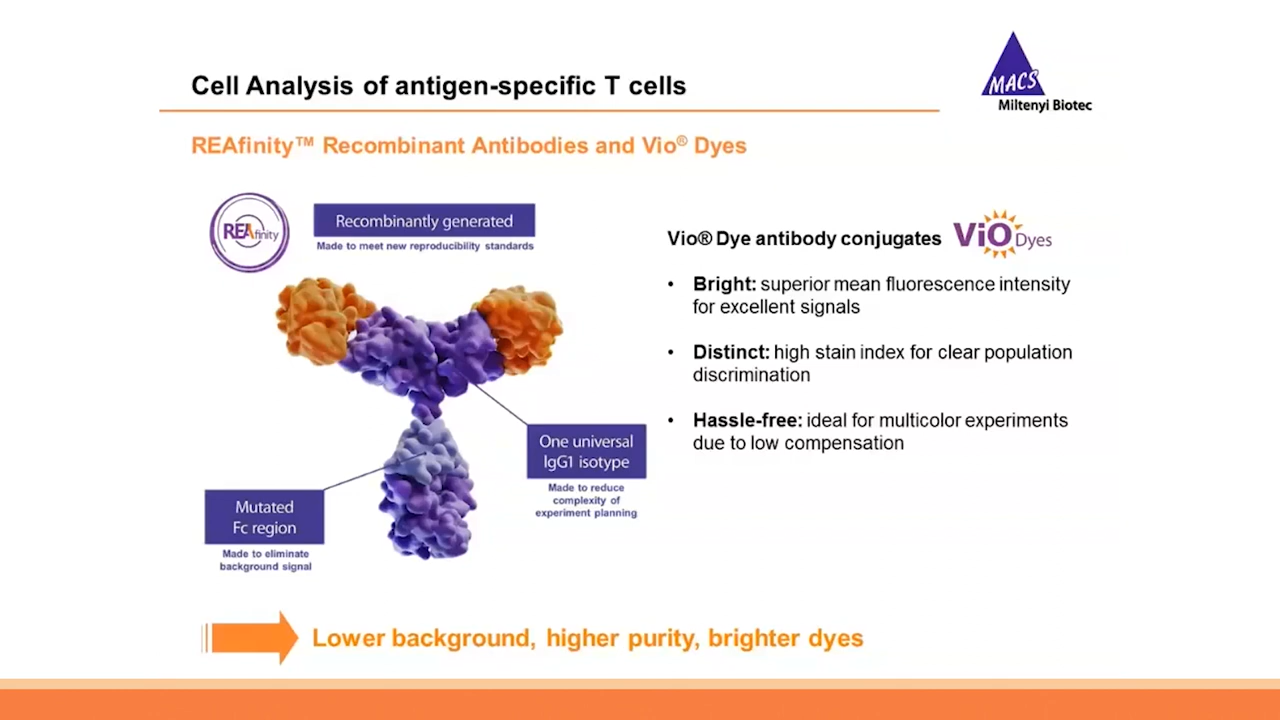 Cell Analysis of antigen-specific T cells
MACS
Miltenyi Biotec
REAfinity™ Recombinant Antibodies and Vio® Dyes
REAfinity
Recombinantly generated
Made to meet new reproducibility standards
One universal
IgG1 isotype
Made to reduce
complexity of
experiment planning
Mutated
Fc region
Made to eliminate
background signal
Vio® Dye antibody conjugates
Vio Dyes
• Bright: superior mean fluorescence intensity
for excellent signals
• Distinct: high stain index for clear population
discrimination
• Hassle-free: ideal for multicolor experiments
due to low compensation
Lower background, higher purity, brighter dyes